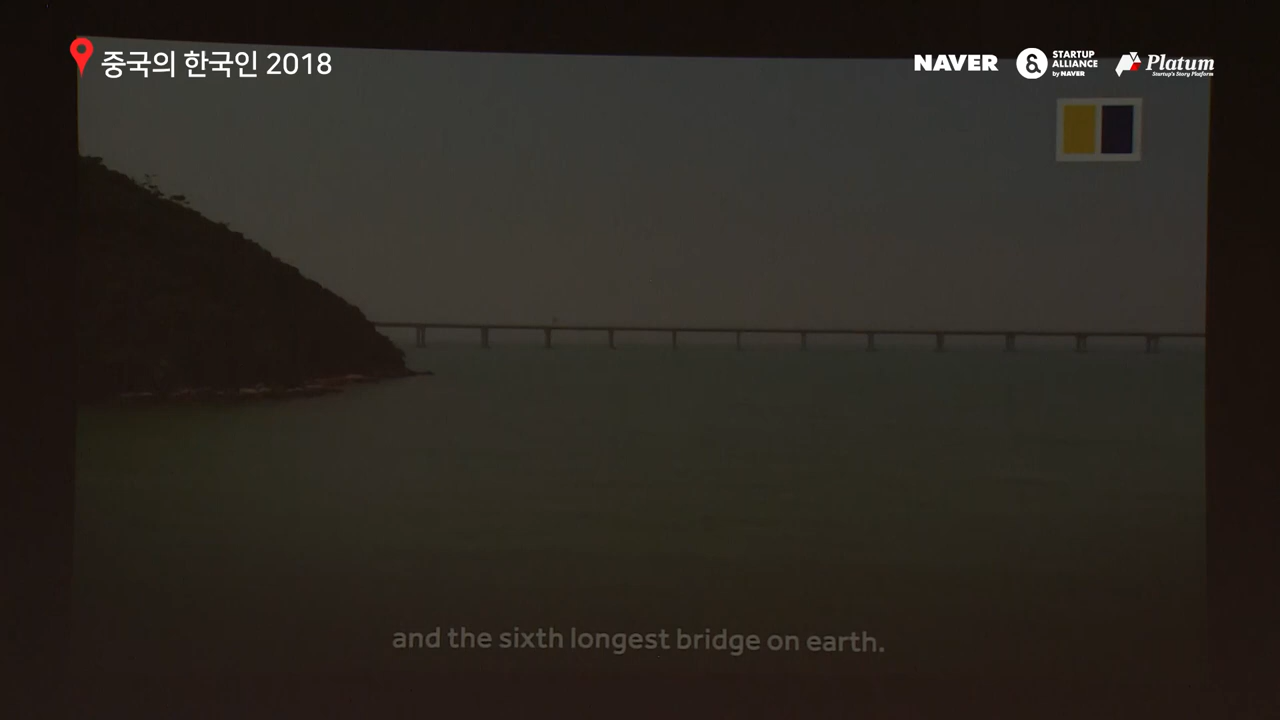 중국의 한국인 2018
NAVER
&
STARTUP
ALLIANCE
by NAVER
Platum
Startup's Story Platform
and the sixth longest bridge on earth.